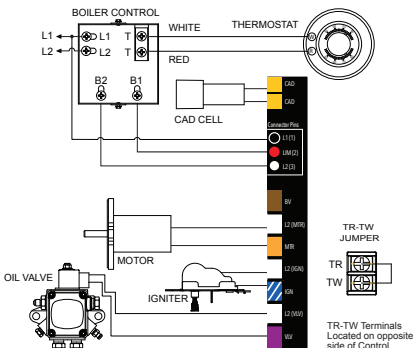 BOILER CONTROL
L1 L1 T WHITE THERMOSTAT
W
R
L2 L2 T RED
B2 B1
CAD
CAD
CAD CELL
Connector Pins
L1 (1)
LIM (2)
L2 (3)
BV
L2 (MTR)
MTR
MOTOR
L2 (IGN)
IGN
IGNITER
OIL VALVE
L2 (VLV)
VLV
TR-TW
JUMPER
TR
TW
TR-TW Terminals
Located on opposite
side of Control